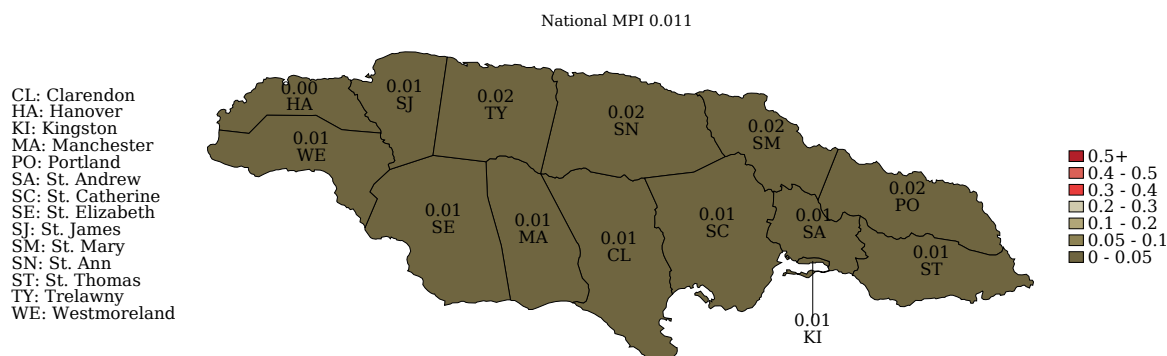 National MPI 0.011
CL: Clarendon
HA: Hanover
KI: Kingston
MA: Manchester
PO: Portland
SA: St. Andrew
SC: St. Catherine
SE: St. Elizabeth
SJ: St. James
SM: St. Mary
SN: St. Ann
ST: St. Thomas
TY: Trelawny
WE: Westmoreland
0.00
HA
0.01
SJ
0.02
TY
0.02
SN
0.02
SM
0.01
WE
0.02
PO
0.01
SE
0.01
MA
0.01
CL
0.01
SC
0.01
SA
0.01
ST
0.01
KI
0.5+
0.4 - 0.5
0.3 - 0.4
0.2 - 0.3
0.1 - 0.2
0.05 - 0.1
0 - 0.05